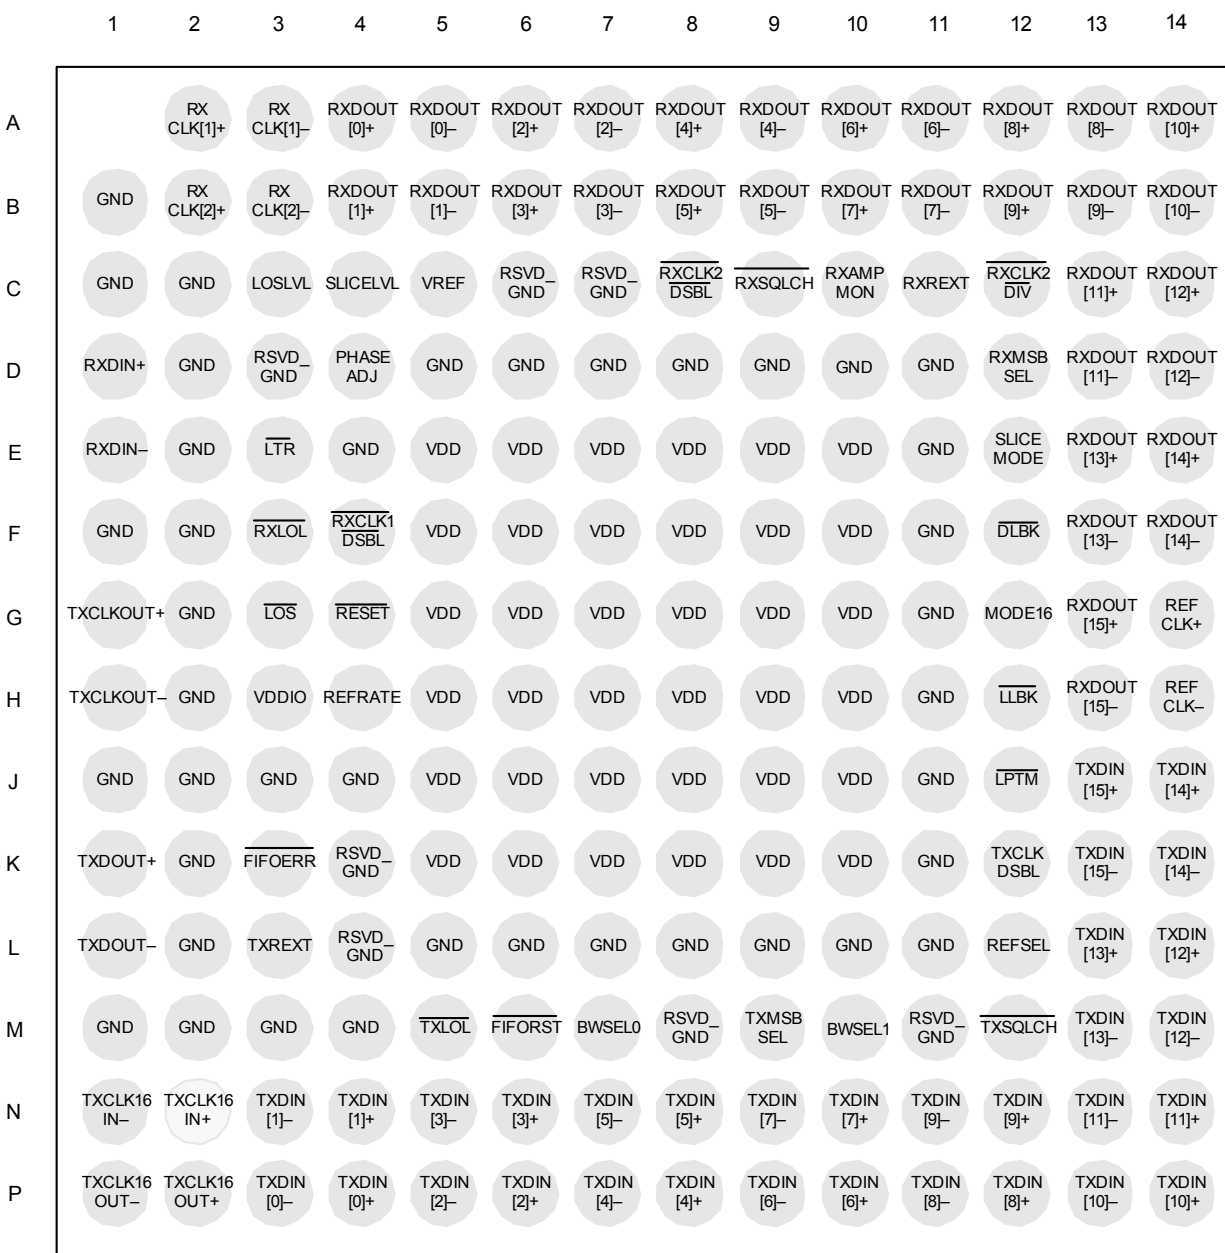 1 2 3 4 5 6 7 8 9 10 11 12 13 14
A RX RX RXDOUT RXDOUT RXDOUT RXDOUT RXDOUT RXDOUT RXDOUT RXDOUT RXDOUT RXDOUT RXDOUT
CLK[1]+ CLK[1]– [0]+ [0]– [2]+ [2]– [4]+ [4]– [6]+ [6]– [8]+ [8]– [10]+
B GND RX RX RXDOUT RXDOUT RXDOUT RXDOUT RXDOUT RXDOUT RXDOUT RXDOUT RXDOUT RXDOUT RXDOUT
CLK[2]+ CLK[2]– [1]+ [1]– [3]+ [3]– [5]+ [5]– [7]+ [7]– [9]+ [9]– [10]–
C GND GND LOSLVL SLICELVL VREF RSVD_ RSVD_ RXCLK2 RXSQLCH RXAMP RXREXT RXCLK2 RXDOUT RXDOUT
GND GND DSBL MON DIV [11]+ [12]+
D RXDIN+ GND RSVD_ PHASE GND GND GND GND GND GND GND RXMSB RXDOUT RXDOUT
GND ADJ SEL [11]– [12]–
E RXDIN– GND LTR GND VDD VDD VDD VDD VDD VDD GND SLICE RXDOUT RXDOUT
MODE [13]+ [14]+
F GND GND RXLOL RXCLK1 VDD VDD VDD VDD VDD VDD GND DLBK RXDOUT RXDOUT
DSBL [13]– [14]–
G TXCLKOUT+ GND LOS RESET VDD VDD VDD VDD VDD VDD GND MODE16 RXDOUT REF
[15]+ CLK+
H TXCLKOUT– GND VDDIO REFRATE VDD VDD VDD VDD VDD VDD GND LLBK RXDOUT REF
[15]– CLK–
J GND GND GND GND VDD VDD VDD VDD VDD VDD GND LPTM TXDIN TXDIN
[15]+ [14]+
K TXDOUT+ GND FIFOERR RSVD_ VDD VDD VDD VDD VDD VDD GND TXCLK TXDIN TXDIN
GND DSBL [15]– [14]–
L TXDOUT– GND TXREXT RSVD_ GND GND GND GND GND GND GND REFSEL TXDIN TXDIN
GND [13]+ [12]+
M GND GND GND GND TXLOL FIFORST BWSEL0 RSVD_ TXMSB BWSEL1 RSVD_ TXSQLCH TXDIN TXDIN
GND SEL GND [13]– [12]–
N TXCLK16 TXCLK16 TXDIN TXDIN TXDIN TXDIN TXDIN TXDIN TXDIN TXDIN TXDIN TXDIN TXDIN TXDIN
IN– IN+ [1]– [1]+ [3]– [3]+ [5]– [5]+ [7]– [7]+ [9]– [9]+ [11]– [11]+
P TXCLK16 TXCLK16 TXDIN TXDIN TXDIN TXDIN TXDIN TXDIN TXDIN TXDIN TXDIN TXDIN TXDIN TXDIN
OUT– OUT+ [0]– [0]+ [2]– [2]+ [4]– [4]+ [6]– [6]+ [8]– [8]+ [10]– [10]+